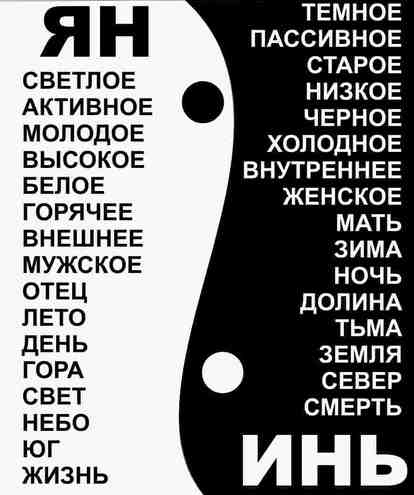 ЯН
СВЕТЛОЕ
АКТИВНОЕ
МОЛОДОЕ
ВЫСОКОЕ
БЕЛОЕ
ГОРЯЧЕЕ
ВНЕШНЕЕ
МУЖСКОЕ
ОТЕЦ
ЛЕТО
ДЕНЬ
ГОРА
СВЕТ
НЕБО
ЮГ
ЖИЗНЬ
ТЕМНОЕ
ПАССИВНОЕ
СТАРОЕ
НИЗКОЕ
ЧЕРНОЕ
ХОЛОДНОЕ
ВНУТРЕННЕЕ
ЖЕНСКОЕ
МАТЬ
ЗИМА
НОЧЬ
ДОЛИНА
ТЬМА
ЗЕМЛЯ
СЕВЕР
СМЕРТЬ
ИНЬ